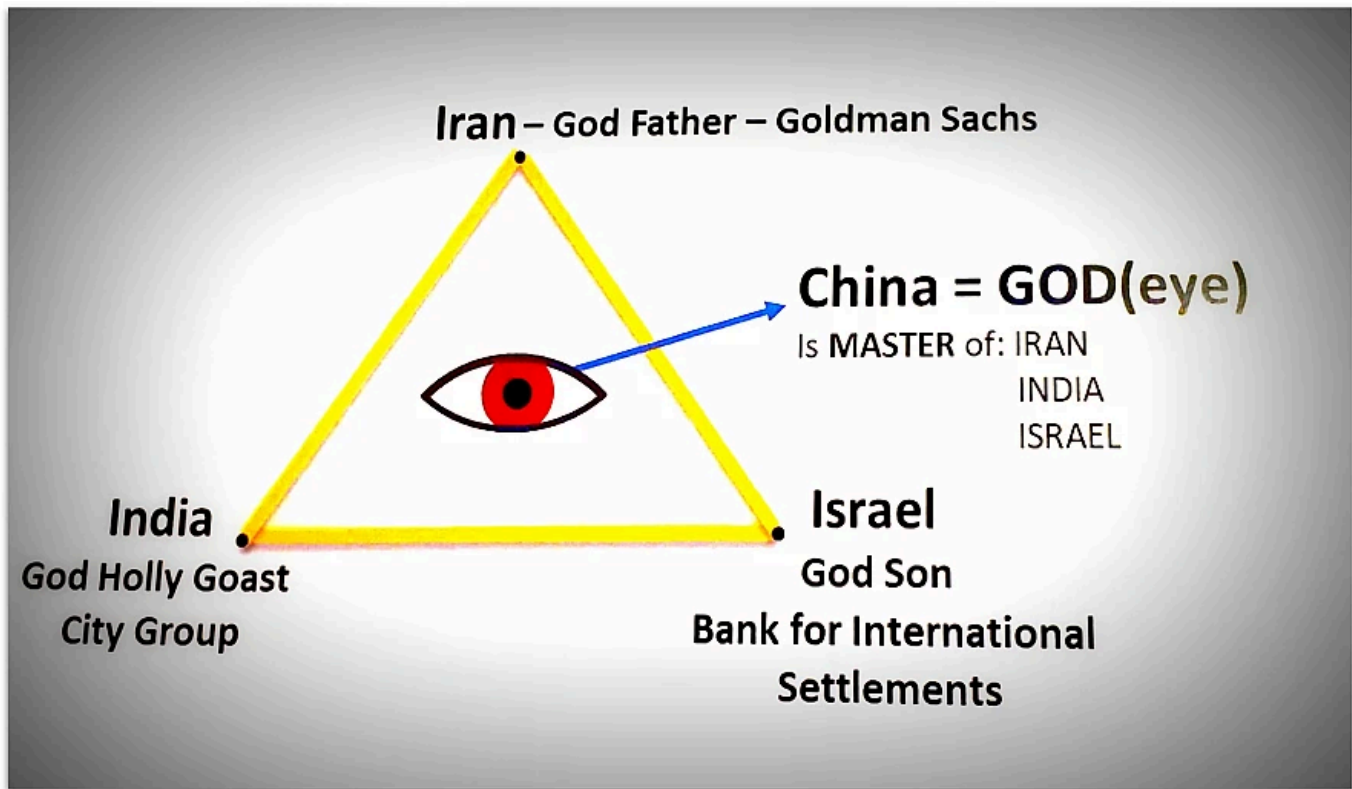 Iran – God Father – Goldman Sachs
China = GOD(eye)
Is MASTER of: IRAN
INDIA
ISRAEL
India
God Holly Goast
City Group
Israel
God Son
Bank for International
Settlements